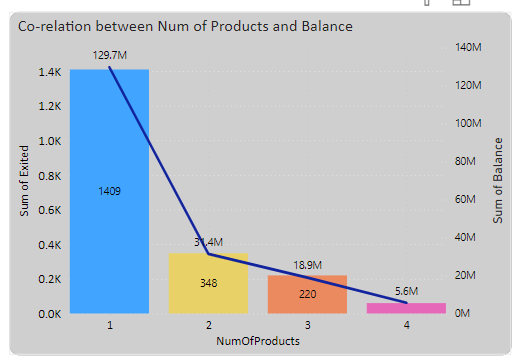 Co-relation between Num of Products and Balance
129.7M
140M
1.4K
120M
1.2K
100M
1.0K
80M
0.8K
1409
60M
0.6K
40M
0.4K
31.4M
18.9M
20M
0.2K
348
220
5.6M
0.0K
0M
1 2 3 4
NumOfProducts
Sum of Exited
Sum of Balance